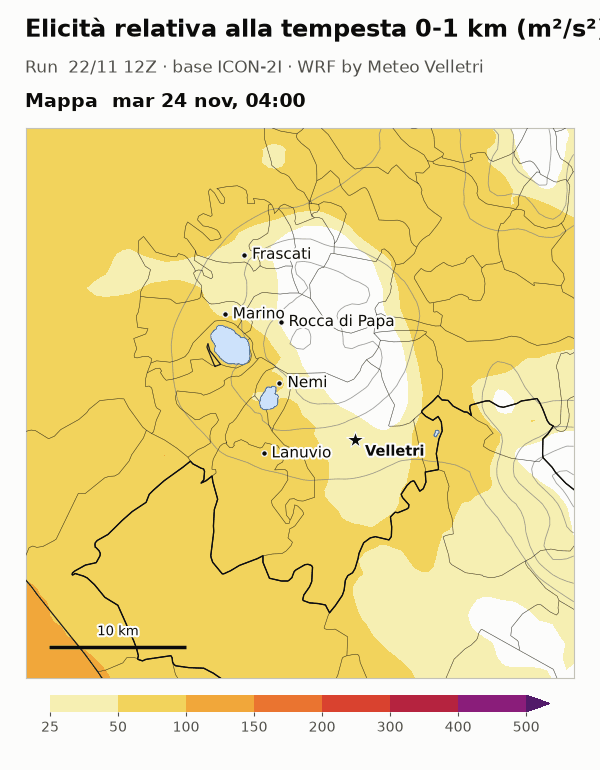 Elicità relativa alla tempesta 0-1 km (m²/s²)
Run  22/11 12Z · base ICON-2I · WRF by Meteo Velletri
Mappa  mar 24 nov, 04:00
Frascati
Marino
Rocca di Papa
Nemi
Velletri
Lanuvio
10 km
25 50 100 150 200 300 400 500